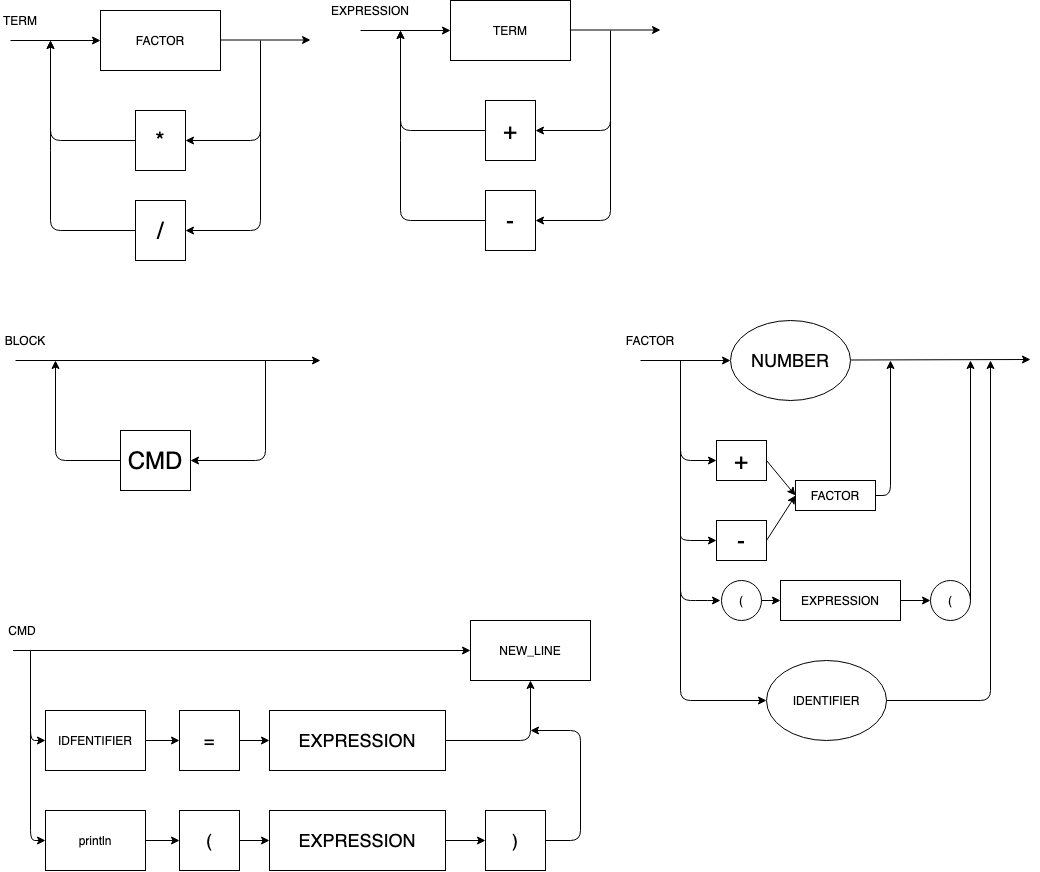 TERM
FACTOR
*
/
EXPRESSION
TERM
+
-
BLOCK
CMD
FACTOR
NUMBER
+
FACTOR
-
( EXPRESSION (
IDENTIFIER
CMD
NEW_LINE
IDFENTIFIER = EXPRESSION
println ( EXPRESSION )